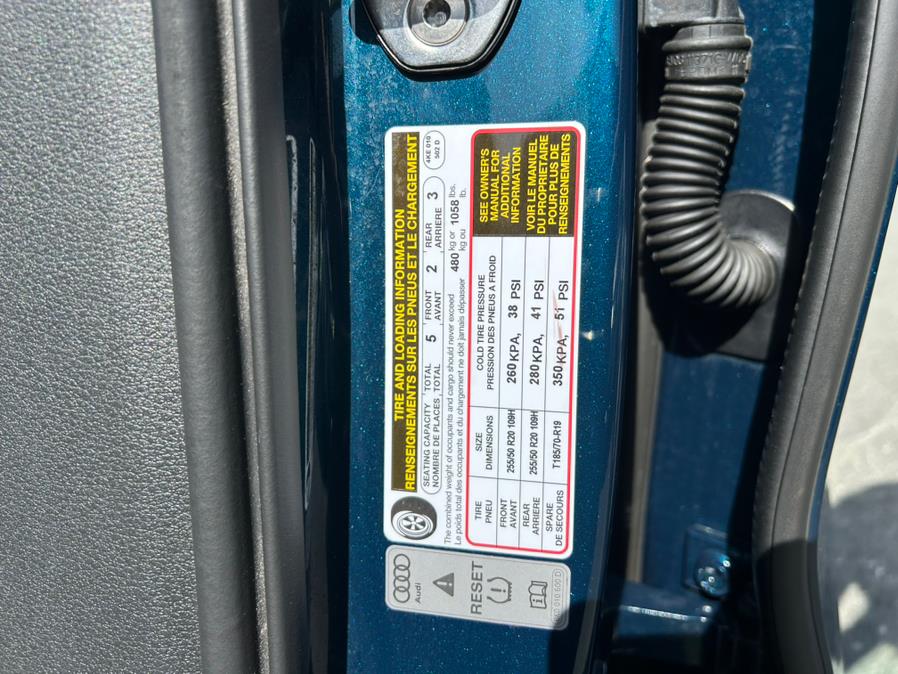 TIRE AND LOADING INFORMATION
RENSEIGNEMENTS SUR LES PNEUS ET LE CHARGEMENT
SEATING CAPACITY TOTAL 5 FRONT 2 REAR 3
NOMBRE DE PLACES TOTAL AVANT ARRIERE
4KE 010
502 D
The combined weight of occupants and cargo should never exceed 480 kg or 1058 lbs.
Le poids total des occupants et du chargement ne doit jamais dépasser kg ou lb.
TIRE SIZE COLD TIRE PRESSURE
PNEU DIMENSIONS PRESSION DES PNEUS A FROID
FRONT
AVANT 255/50 R20 109H 260 KPA, 38 PSI
REAR
ARRIERE 255/50 R20 109H 280 KPA, 41 PSI
SPARE
DE SECOURS T185/70-R19 350 KPA, 51 PSI
SEE OWNER'S
MANUAL FOR
ADDITIONAL
INFORMATION
VOIR LE MANUEL
DU PROPRIETAIRE
POUR PLUS DE
RENSEIGNEMENTS
Audi
RESET